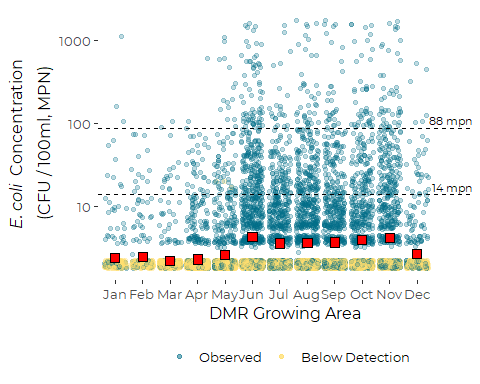 E.coli Concentration
(CFU / 100ml, MPN)
1000
100
10
88 mpn
14 mpn
Jan Feb Mar Apr May Jun Jul Aug Sep Oct Nov Dec
DMR Growing Area
Observed Below Detection